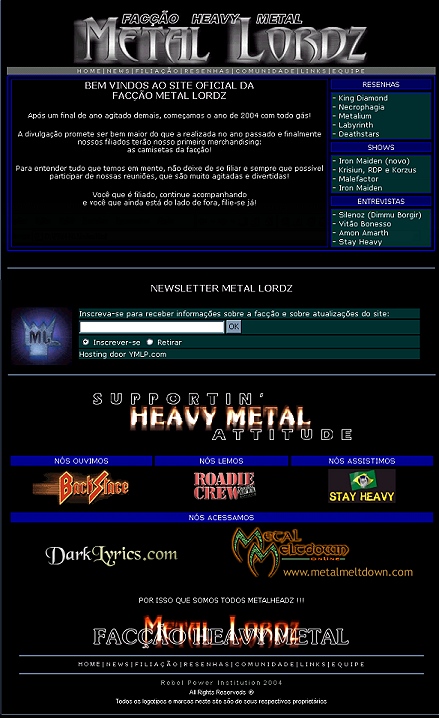 FACÇÃO HEAVY METAL
METAL LORDZ
HOME|NEWS|FILIAÇÃO|RESENHAS|COMUNIDADE|LINKS|EQUIPE
BEM VINDOS AO SITE OFICIAL DA
FACÇÃO METAL LORDZ
Após um final de ano agitado demais, começamos o ano de 2004 com todo gás!
A divulgação promete ser bem maior do que a realizada no ano passado e finalmente
nossos filiados terão nosso primeiro merchandising:
as camisetas da facção!
Para entender tudo que temos em mente, não deixe de se filiar e sempre que possivel
participar de nossas reuniões, que são muito agitadas e divertidas!
Você que é filiado, continue acompanhando
e você que ainda está do lado de fora, filie-se já!
RESENHAS
- King Diamond
- Necrophagia
- Metalium
- Labyrinth
- Deathstars
SHOWS
- Iron Maiden (novo)
- Krisiun, RDP e Korzus
- Malefactor
- Iron Maiden
ENTREVISTAS
- Silenoz (Dimmu Borgir)
- Vitão Bonesso
- Amon Amarth
- Stay Heavy
NEWSLETTER METAL LORDZ
ML
Inscreva-se para receber informações sobre a facção e sobre atualizações do site:
OK
Inscrever-se Retirar
Hosting door YMLP.com
SUPPORTIN'
HEAVY METAL
ATTITUDE
NÓS OUVIMOS
NÓS LEMOS
NÓS ASSISTIMOS
BACKSTAGE
ROADIE
CREW
STAY HEAVY
NÓS ACESSAMOS
DARKLYRICS.COM
METAL
MELTDOWN
ONLINE
www.metalmeltdown.com
POR ISSO QUE SOMOS TODOS METALHEADZ !!!
METAL LORDZ
FACÇÃO HEAVY METAL
HOME|NEWS|FILIAÇÃO|RESENHAS|COMUNIDADE|LINKS|EQUIPE
Robot Power Institution 2004
All Rights Reserveds ®
Todos os logotipos e marcas neste site são de seus respectivos proprietários